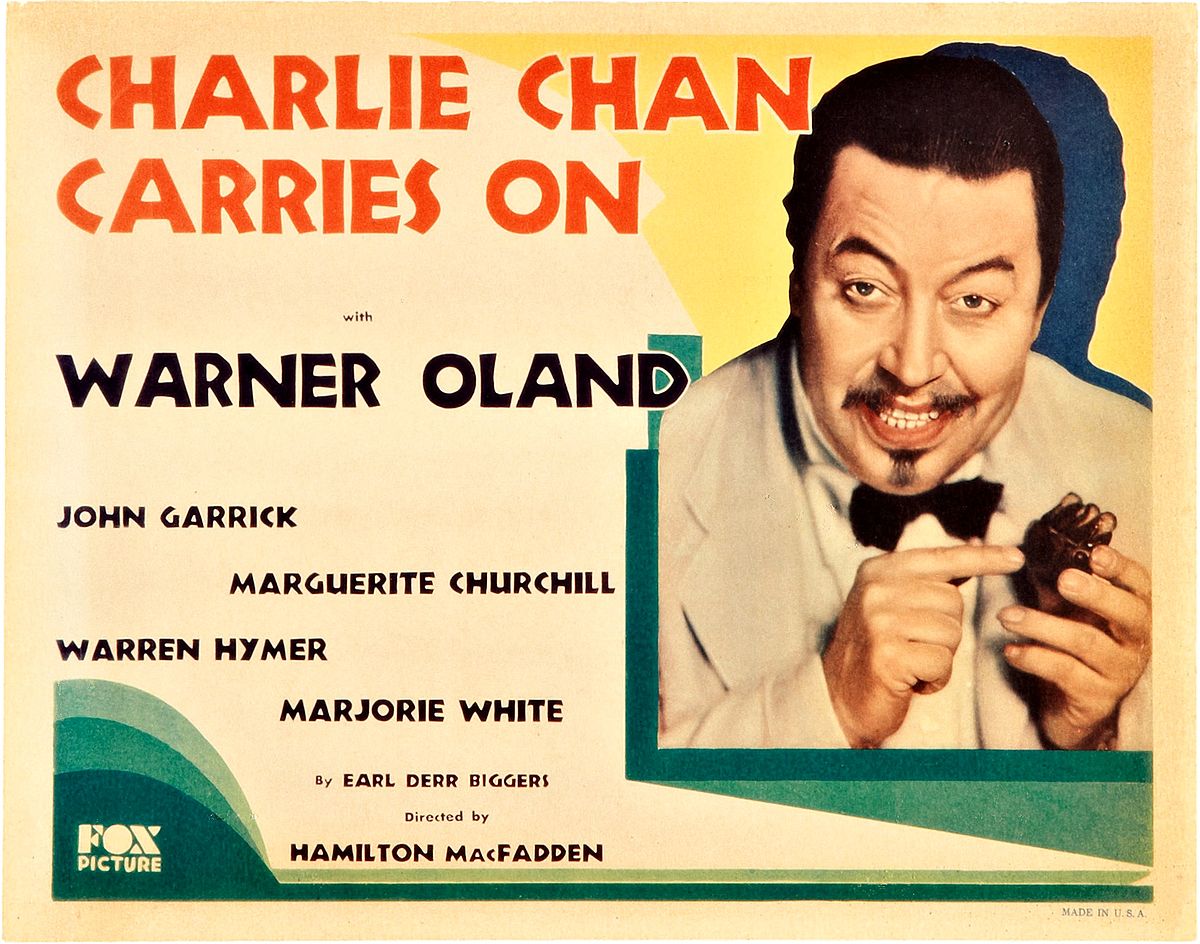 CHARLIE CHAN
CARRIES ON
with
WARNER OLAND
JOHN GARRICK
MARGUERITE CHURCHILL
WARREN HYMER
MARJORIE WHITE
By EARL DERR BIGGERS
Directed by
HAMILTON MacFADDEN
FOX
PICTURE
MADE IN U.S.A.